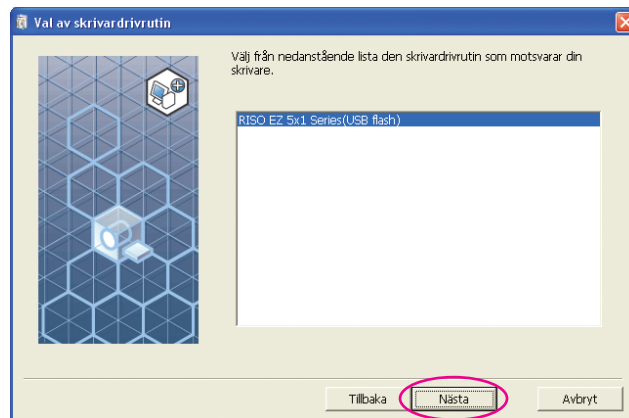 Val av skrivardrivrutin
Välj från nedanstående lista den skrivardrivrutin som motsvarar din
skrivare.
RISO EZ 5x1 Series(USB flash)
Tillbaka
Nästa
Avbryt